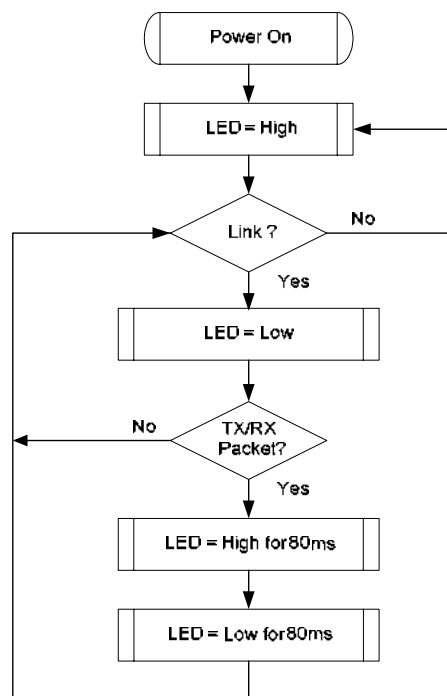 Power On
LED = High
Link ?
No
Yes
LED = Low
No
TX/RX
Packet?
Yes
LED = High for80ms
LED = Low for80ms